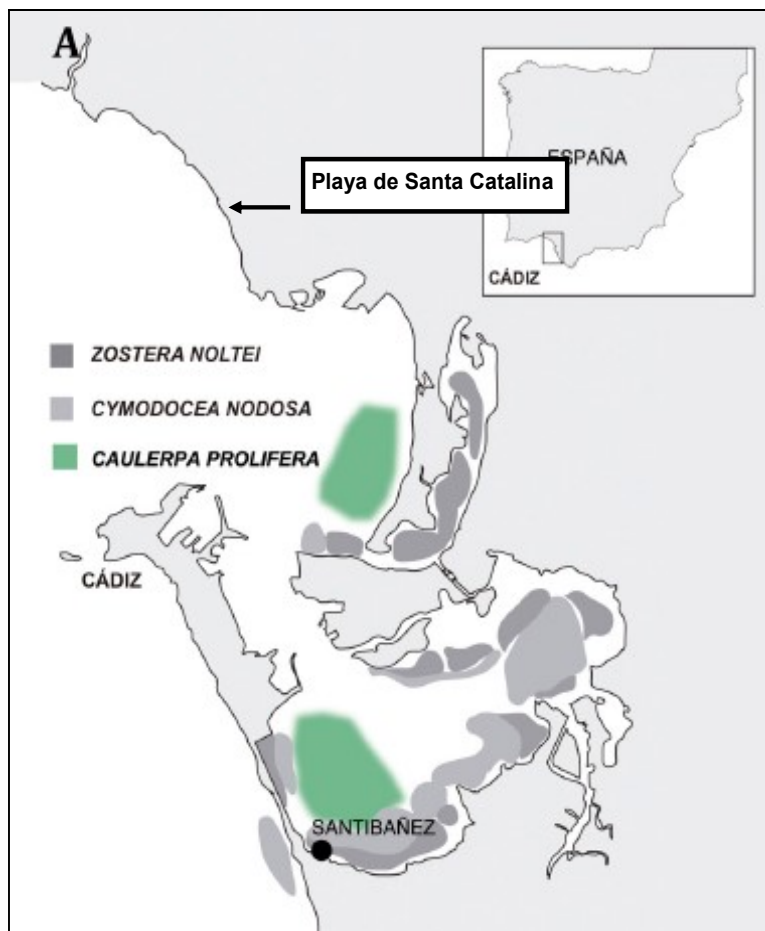 A
ESPAÑA
Playa de Santa Catalina
CÁDIZ
ZOSTERA NOLTEI
CYMODOCEA NODOSA
CAULERPA PROLIFERA
CÁDIZ
SANTIBAÑEZ